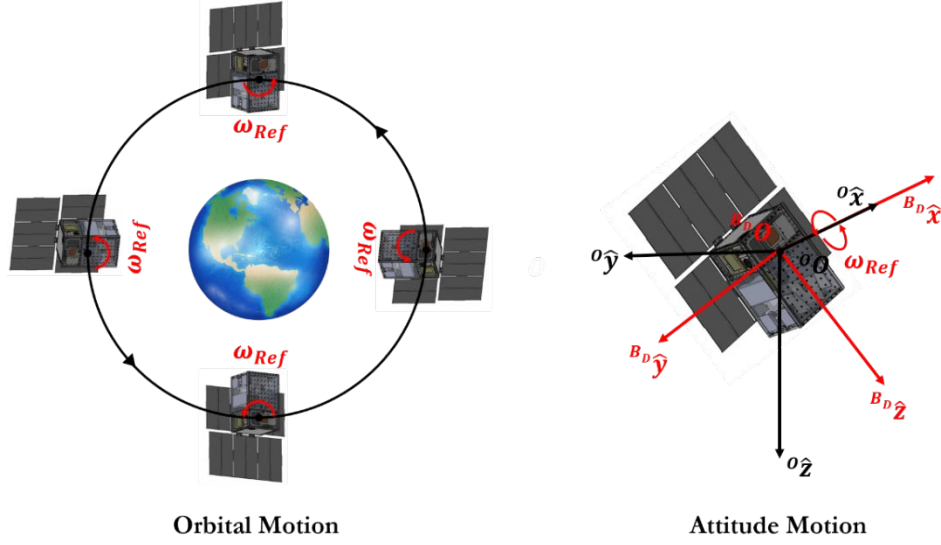 ω_Ref
ω_Ref
ω_Ref
ω_Ref
Orbital Motion
^O x̂
^{B_D} x̂
^{B_D} O
^O ŷ
^O O
ω_Ref
^{B_D} ŷ
^{B_D} ẑ
^O ẑ
Attitude Motion